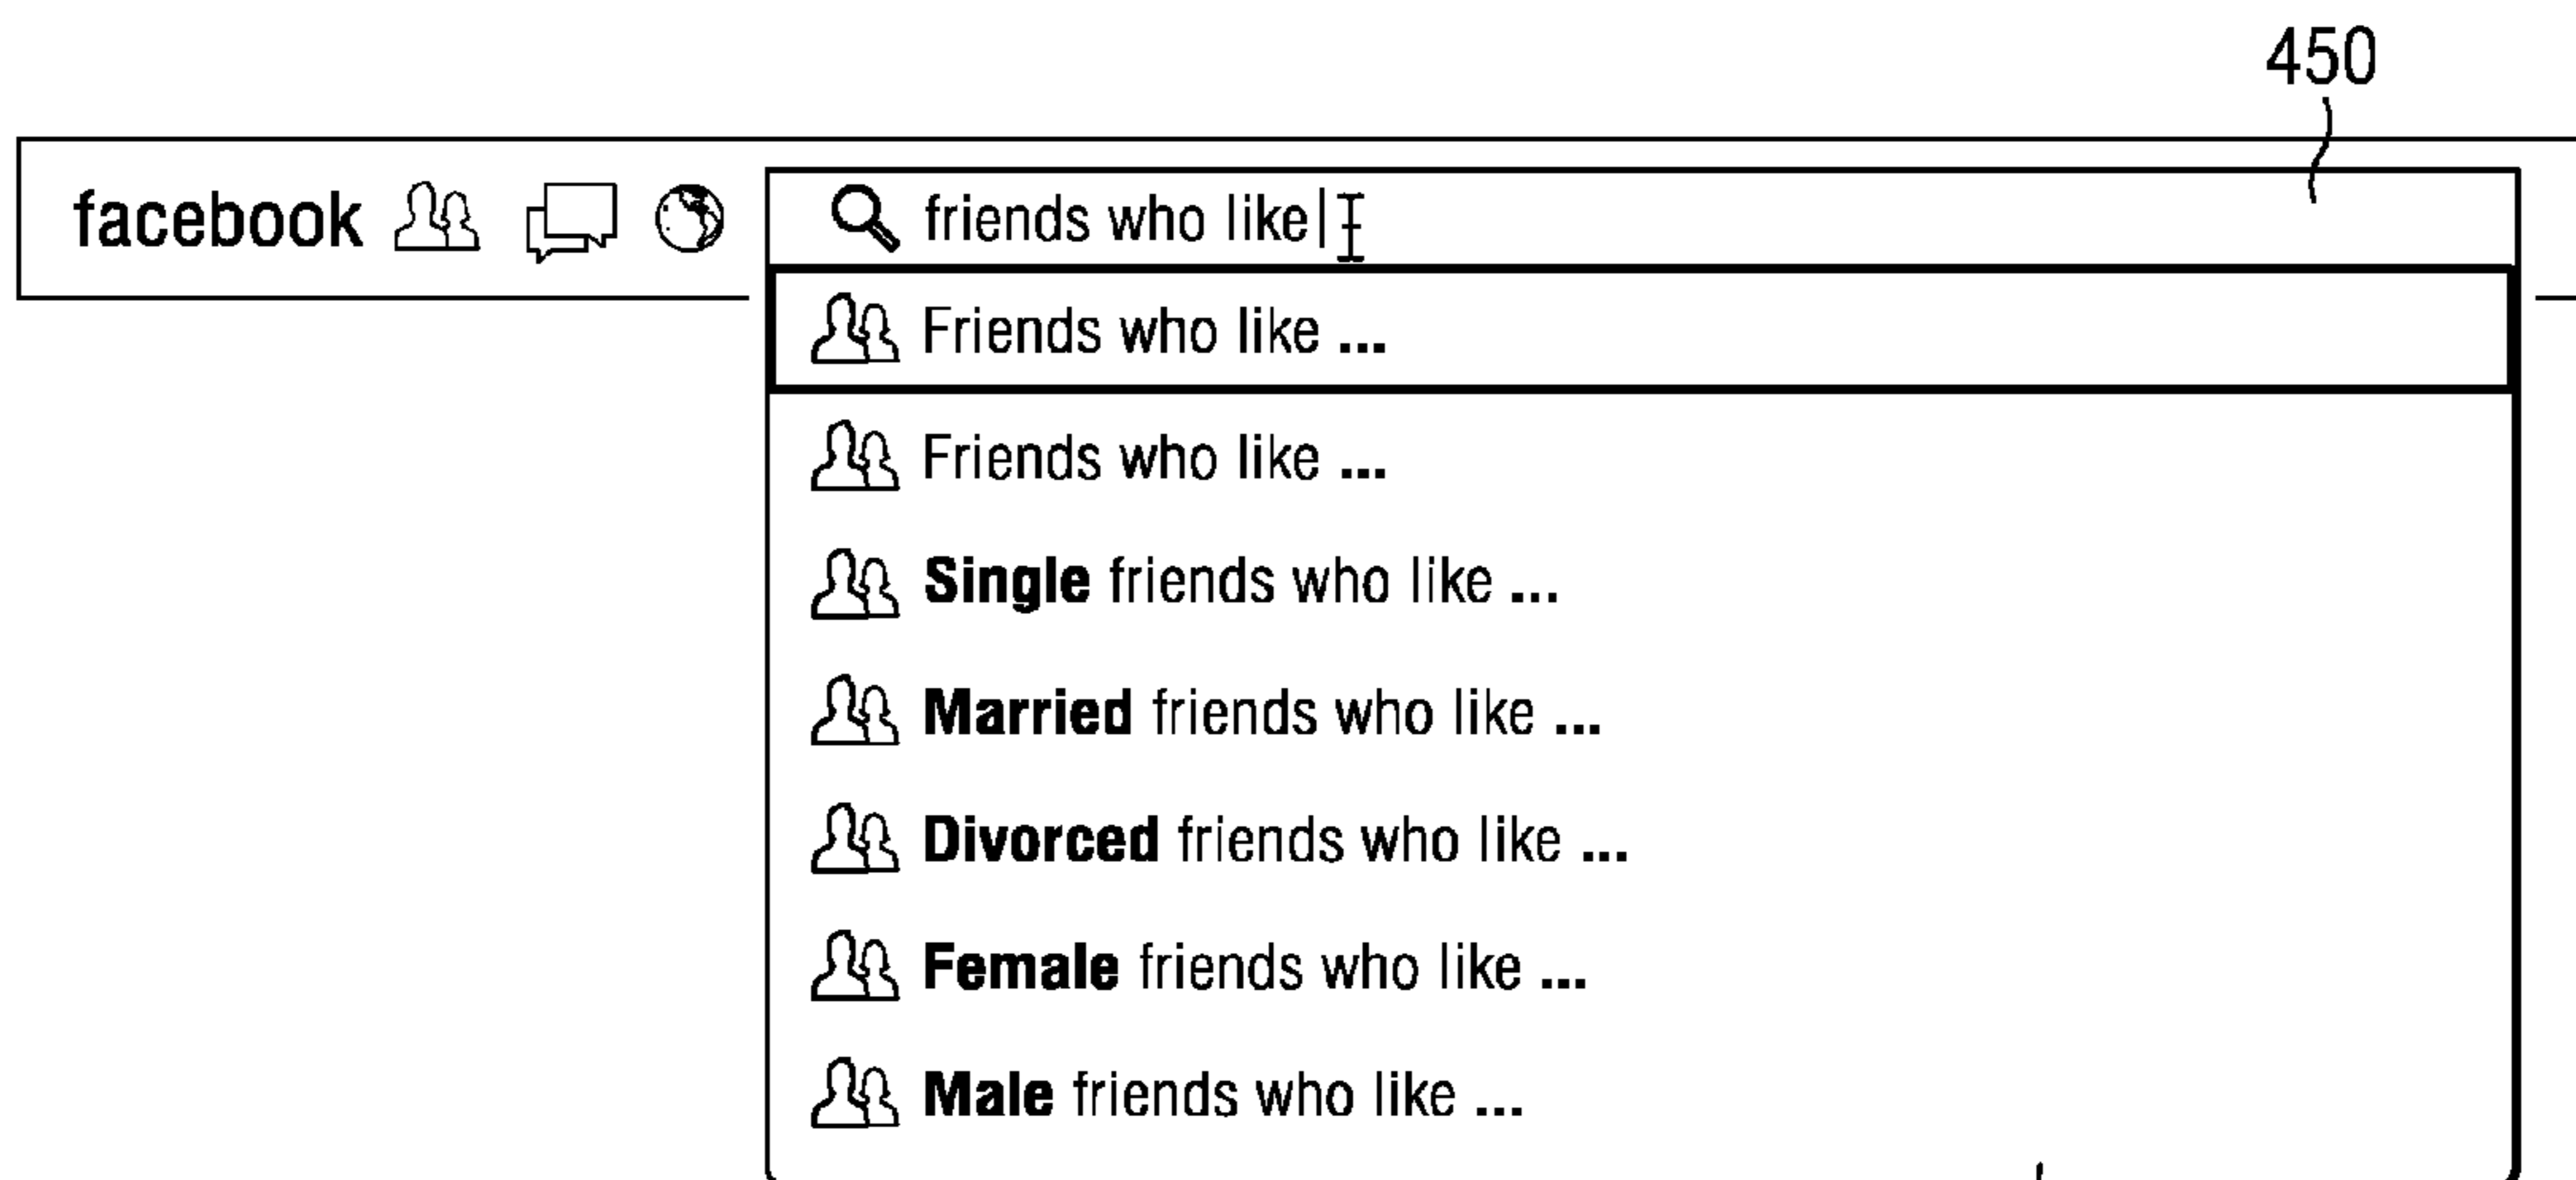 450
facebook friends who like
Friends who like ...
Friends who like ...
Single friends who like ...
Married friends who like ...
Divorced friends who like ...
Female friends who like ...
Male friends who like ...